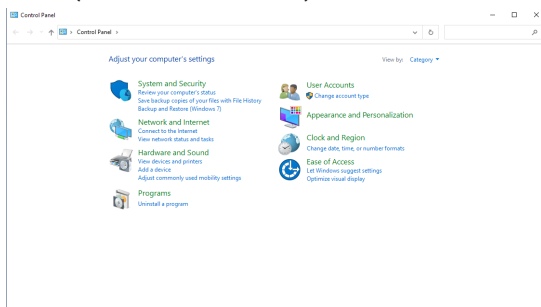 Control Panel
Control Panel
Adjust your computer's settings
View by: Category
System and Security
Review your computer's status
Save backup copies of your files with File History
Backup and Restore (Windows 7)
Network and Internet
Connect to the Internet
View network status and tasks
Hardware and Sound
View devices and printers
Add a device
Adjust commonly used mobility settings
Programs
Uninstall a program
User Accounts
Change account type
Appearance and Personalization
Clock and Region
Change date, time, or number formats
Ease of Access
Let Windows suggest settings
Optimize visual display